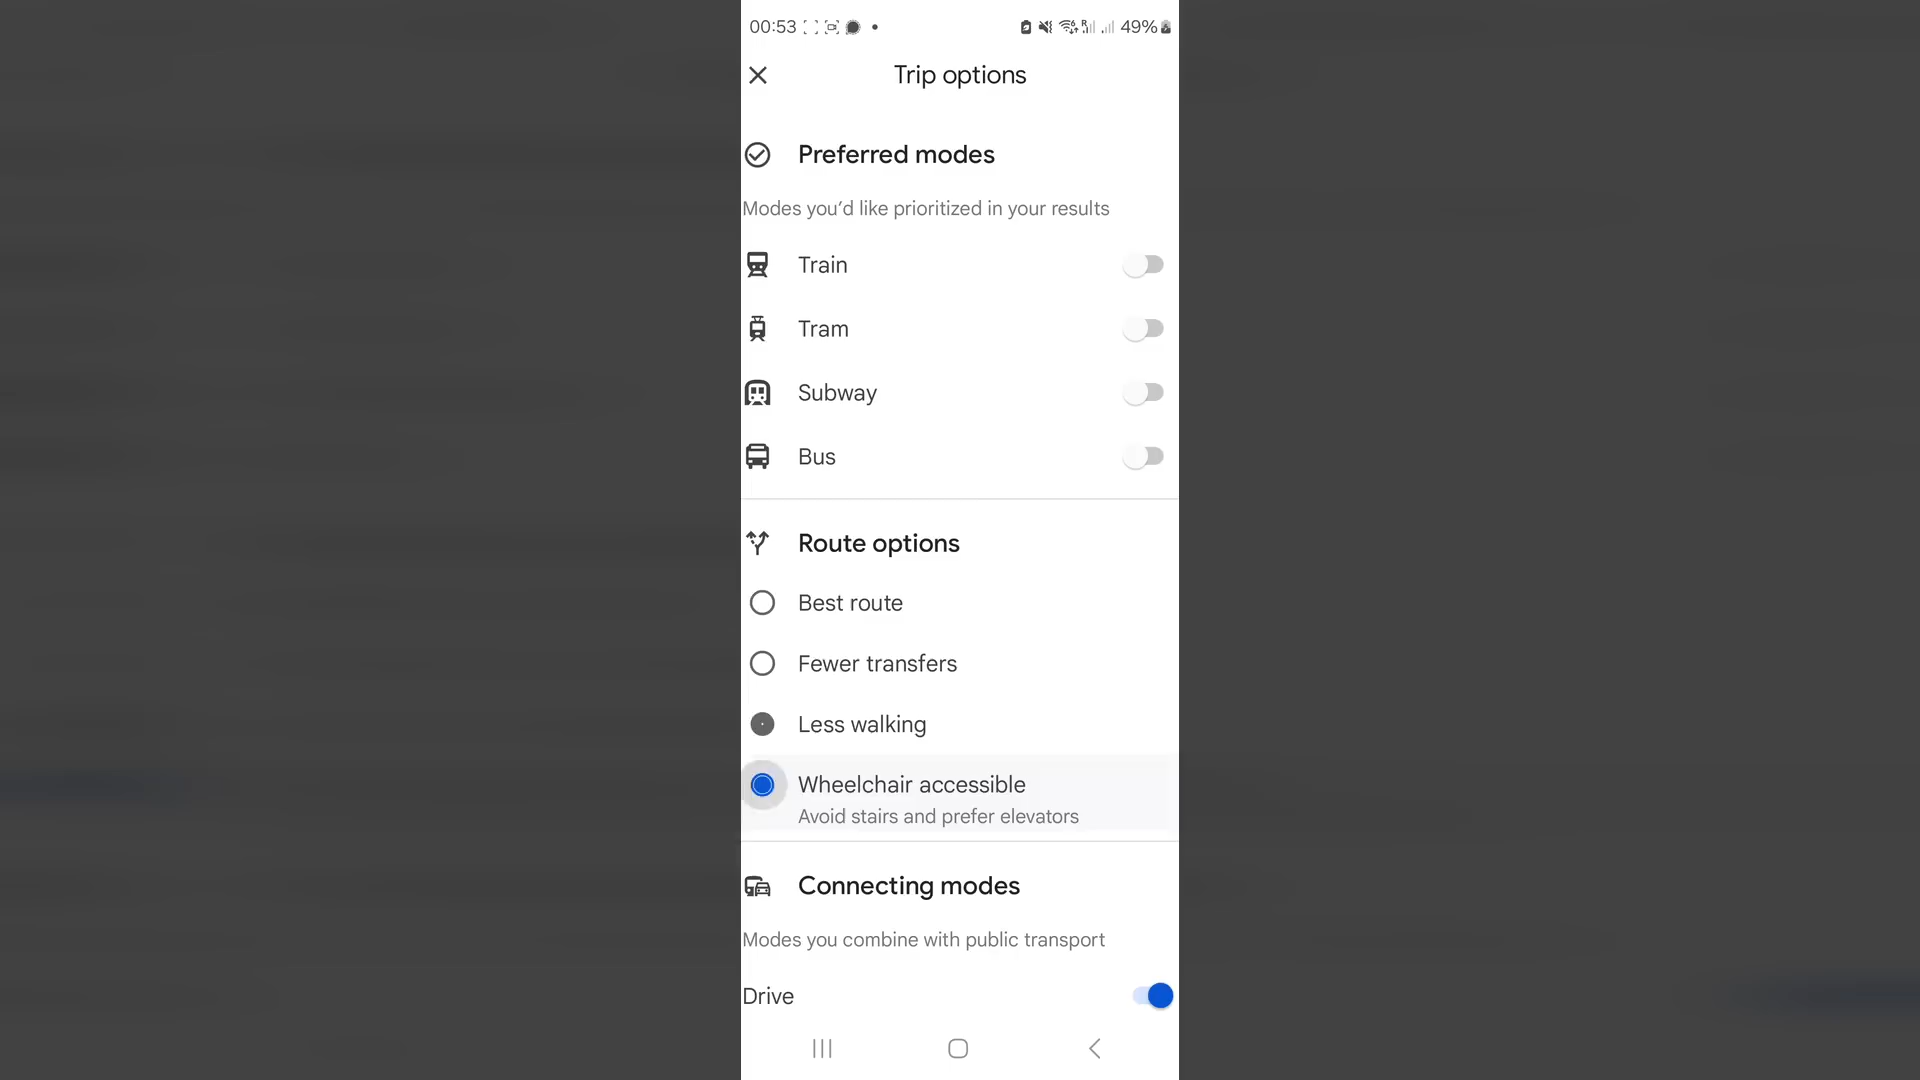 00:53
49%
Trip options
Preferred modes
Modes you’d like prioritized in your results
Train
Tram
Subway
Bus
Route options
Best route
Fewer transfers
Less walking
Wheelchair accessible
Avoid stairs and prefer elevators
Connecting modes
Modes you combine with public transport
Drive